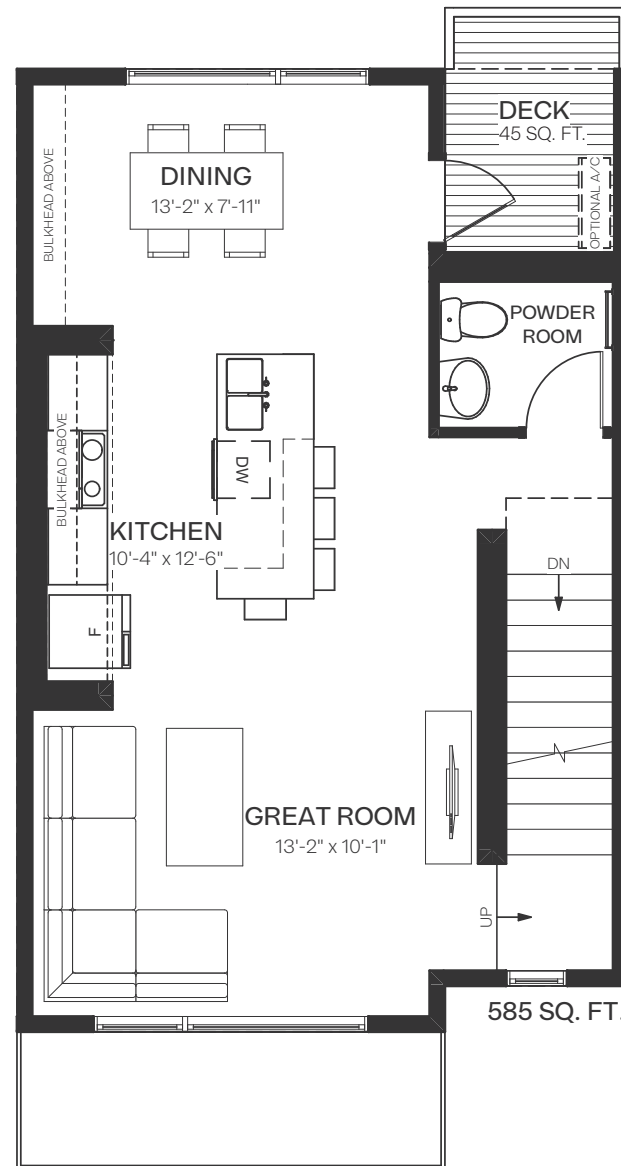 DECK
45 SQ. FT.
OPTIONAL A/C
BULKHEAD ABOVE
DINING
13'-2" x 7'-11"
POWDER
ROOM
BULKHEAD ABOVE
DW
KITCHEN
10'-4" x 12'-6"
DN
F
GREAT ROOM
13'-2" x 10'-1"
UP
585 SQ. FT.